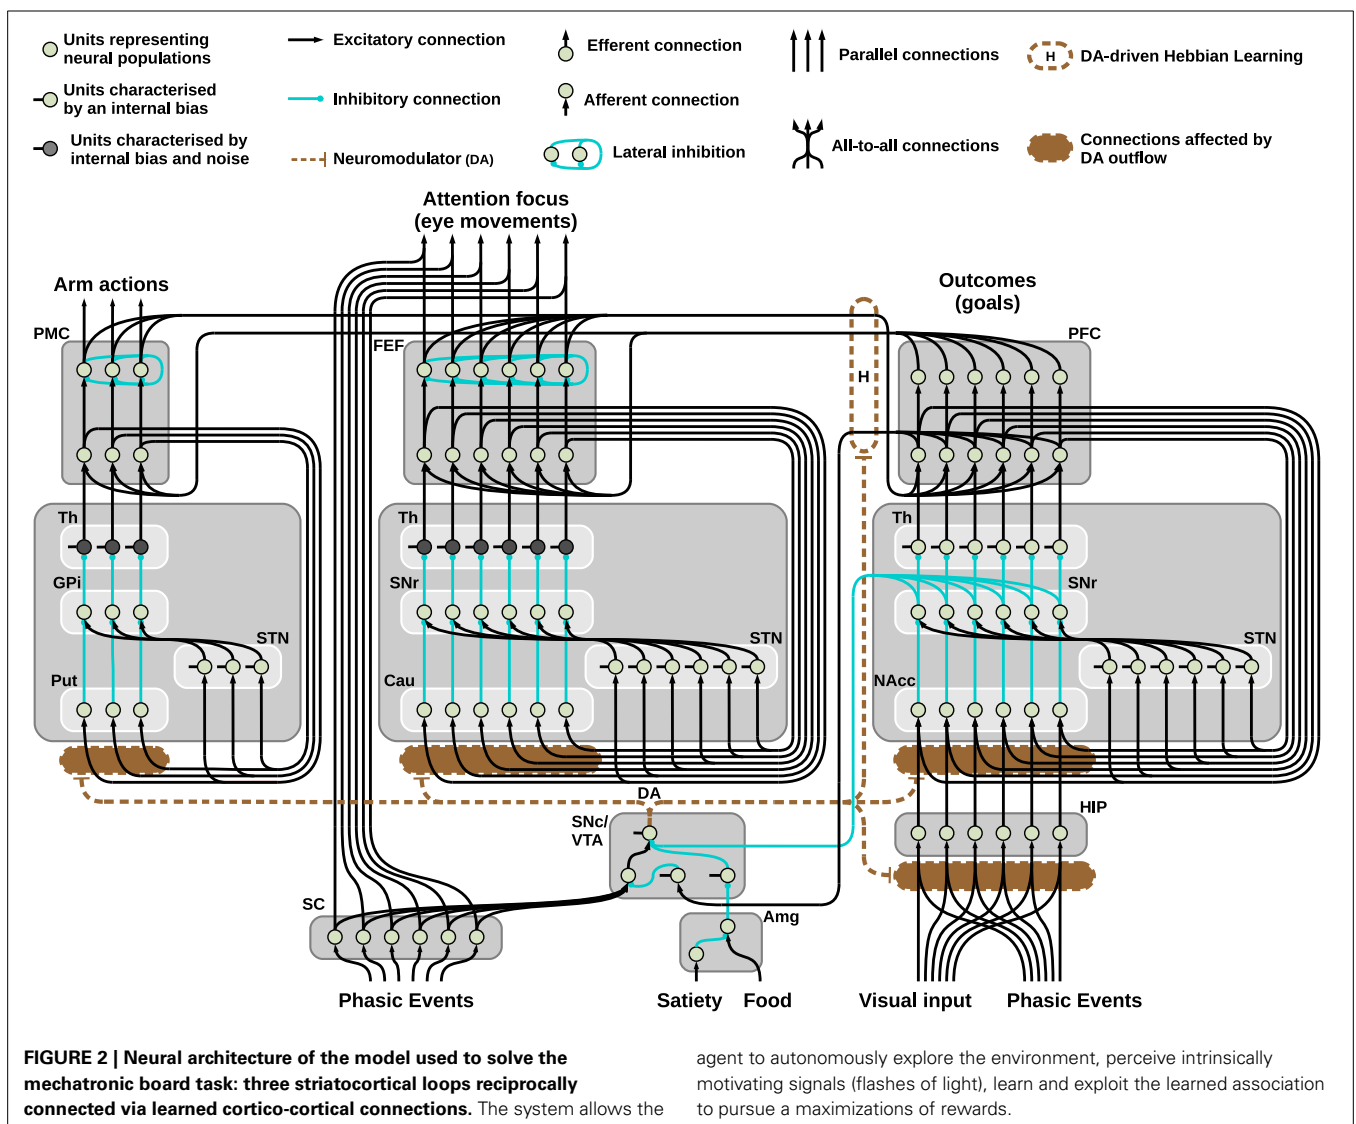 Units representing
neural populations
Units characterised
by an internal bias
Units characterised by
internal bias and noise
Excitatory connection
Inhibitory connection
Neuromodulator (DA)
Efferent connection
Afferent connection
Lateral inhibition
Parallel connections
All-to-all connections
H
DA-driven Hebbian Learning
Connections affected by
DA outflow
Attention focus
(eye movements)
Arm actions
Outcomes
(goals)
PMC
FEF
PFC
H
Th
Th
Th
GPi
SNr
SNr
STN
STN
STN
Put
Cau
NAcc
DA
SNc/
VTA
HIP
SC
Amg
Phasic Events
Satiety
Food
Visual input
Phasic Events
FIGURE 2 | Neural architecture of the model used to solve the
mechatronic board task: three striatocortical loops reciprocally
connected via learned cortico-cortical connections. The system allows the
agent to autonomously explore the environment, perceive intrinsically
motivating signals (flashes of light), learn and exploit the learned association
to pursue a maximizations of rewards.